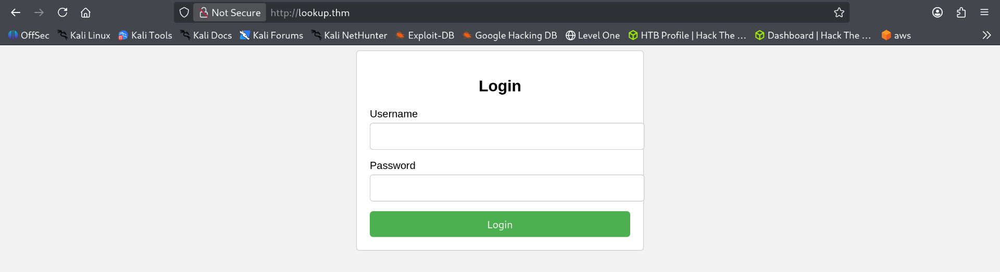 Not Secure http://lookup.thm
OffSec Kali Linux Kali Tools Kali Docs Kali Forums Kali NetHunter Exploit-DB Google Hacking DB Level One HTB Profile | Hack The ... Dashboard | Hack The ... aws
Login
Username
Password
Login